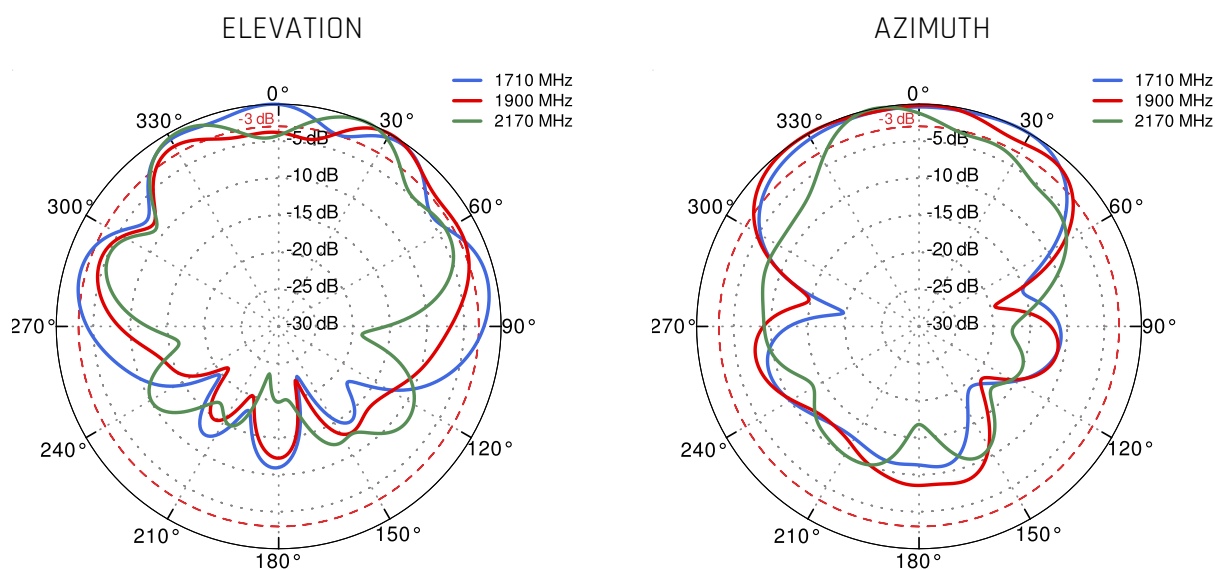 ELEVATION
1710 MHz
1900 MHz
2170 MHz
0°
-3 dB
330°
30°
-5 dB
-10 dB
300°
60°
-15 dB
-20 dB
-25 dB
-30 dB
270°
90°
240°
120°
210°
150°
180°
AZIMUTH
1710 MHz
1900 MHz
2170 MHz
0°
-3 dB
330°
30°
-5 dB
-10 dB
300°
60°
-15 dB
-20 dB
-25 dB
-30 dB
270°
90°
240°
120°
210°
150°
180°